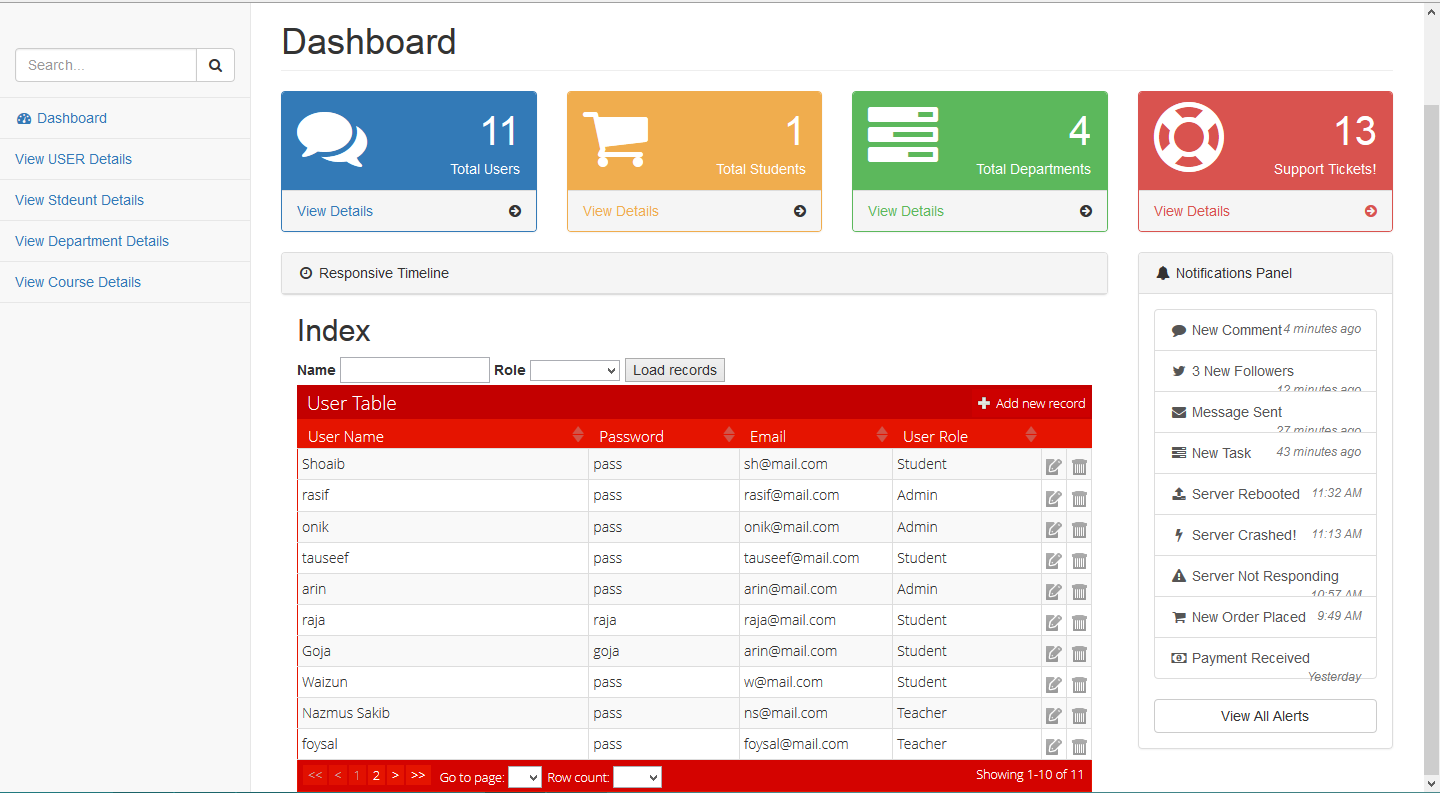 Search...
Dashboard
View USER Details
View Stdeunt Details
View Department Details
View Course Details
Dashboard
11
Total Users
View Details
1
Total Students
View Details
4
Total Departments
View Details
13
Support Tickets!
View Details
Responsive Timeline
Index
Name Role Load records
User Table Add new record
User Name Password Email User Role
Shoaib pass sh@mail.com Student
rasif pass rasif@mail.com Admin
onik pass onik@mail.com Admin
tauseef pass tauseef@mail.com Student
arin pass arin@mail.com Admin
raja raja raja@mail.com Student
Goja goja arin@mail.com Student
Waizun pass w@mail.com Student
Nazmus Sakib pass ns@mail.com Teacher
foysal pass foysal@mail.com Teacher
<< < 1 2 > >> Go to page: Row count: Showing 1-10 of 11
Notifications Panel
New Comment 4 minutes ago
3 New Followers
12 minutes ago
Message Sent
27 minutes ago
New Task 43 minutes ago
Server Rebooted 11:32 AM
Server Crashed! 11:13 AM
Server Not Responding
10:57 AM
New Order Placed 9:49 AM
Payment Received
Yesterday
View All Alerts